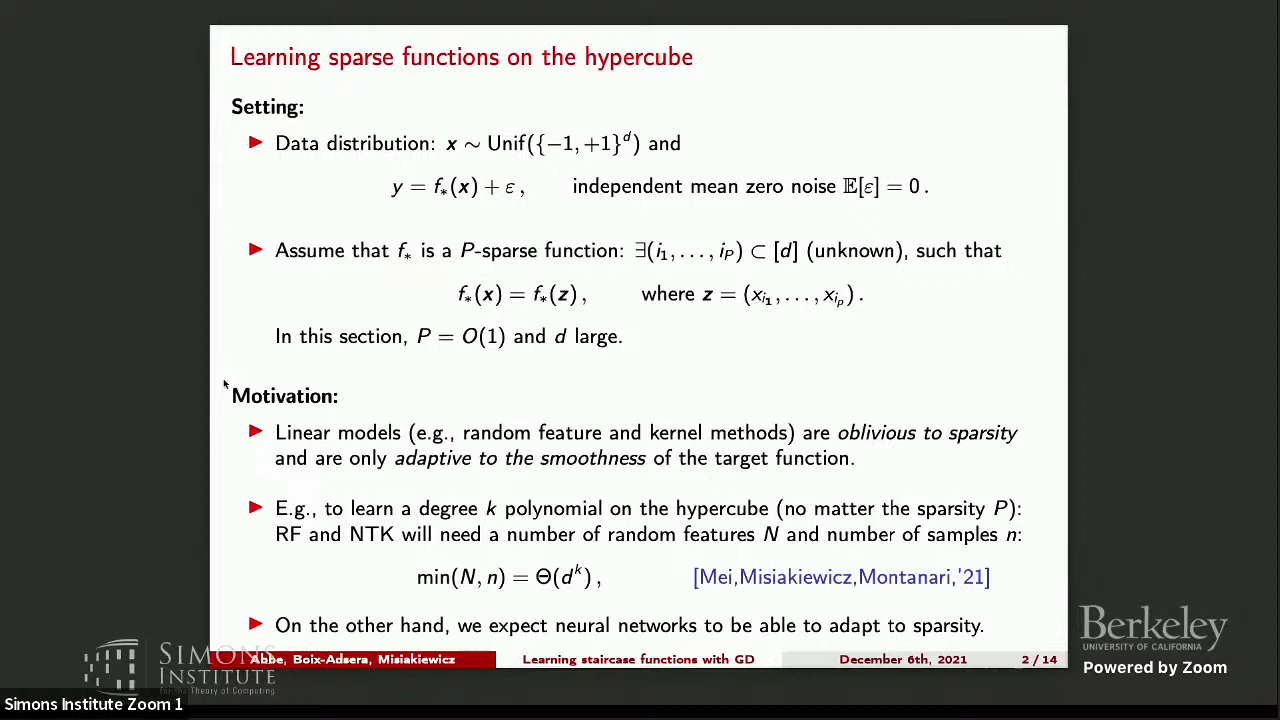 Learning sparse functions on the hypercube
Setting:
▶ Data distribution: x ∼ Unif({−1, +1}^d) and
y = f_*(x) + ε , independent mean zero noise 𝔼[ε] = 0 .
▶ Assume that f_* is a P-sparse function: ∃(i_1, . . . , i_P) ⊂ [d] (unknown), such that
f_*(x) = f_*(z) , where z = (x_{i_1}, . . . , x_{i_p}) .
In this section, P = O(1) and d large.
Motivation:
▶ Linear models (e.g., random feature and kernel methods) are oblivious to sparsity
and are only adaptive to the smoothness of the target function.
▶ E.g., to learn a degree k polynomial on the hypercube (no matter the sparsity P):
RF and NTK will need a number of random features N and number of samples n:
min(N, n) = Θ(d^k) , [Mei,Misiakiewicz,Montanari,'21]
▶ On the other hand, we expect neural networks to be able to adapt to sparsity.
Abbe, Boix-Adsera, Misiakiewicz Learning staircase functions with GD December 6th, 2021 2 / 14
SIMONS
INSTITUTE
for the Theory of Computing
Berkeley
UNIVERSITY OF CALIFORNIA
Powered by Zoom
Simons Institute Zoom 1